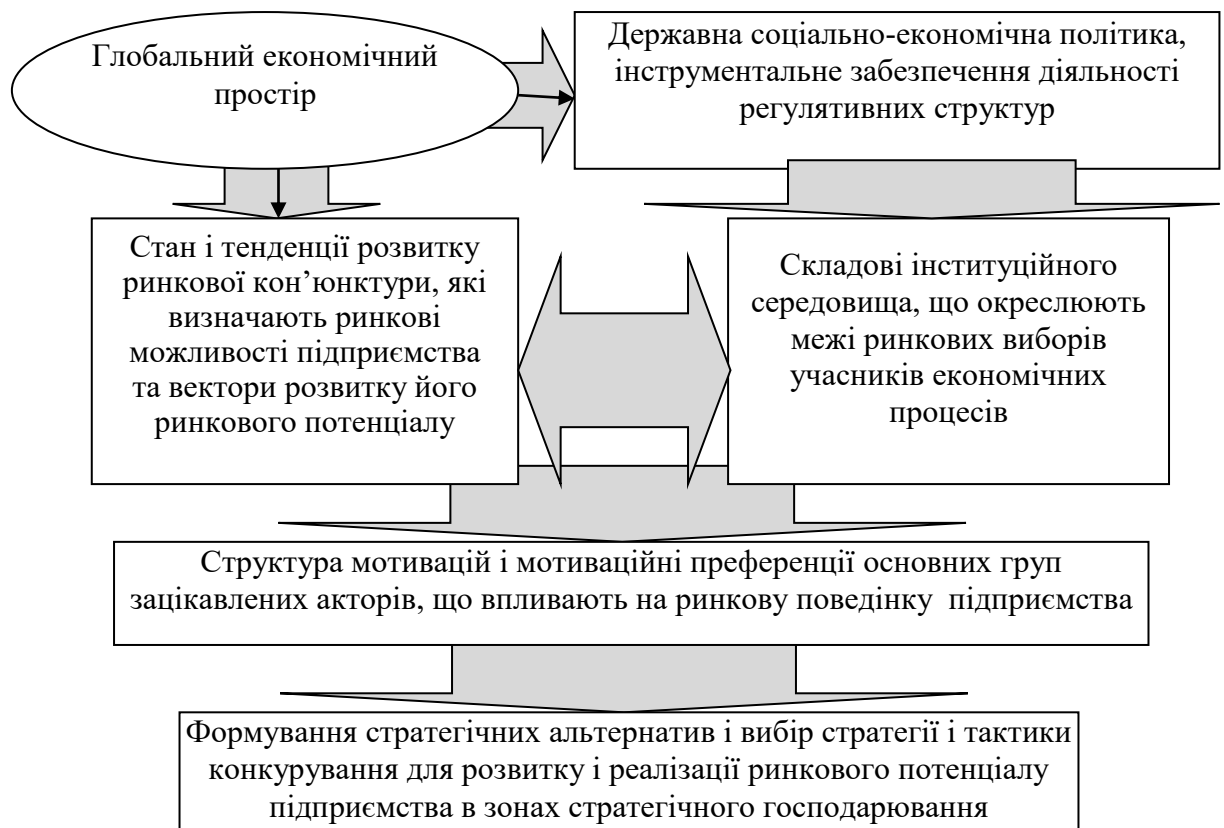 Глобальний економічний
простір
Державна соціально-економічна політика,
інструментальне забезпечення діяльності
регулятивних структур
Стан і тенденції розвитку
ринкової кон’юнктури, які
визначають ринкові
можливості підприємства
та вектори розвитку його
ринкового потенціалу
Складові інституційного
середовища, що окреслюють
межі ринкових виборів
учасників економічних
процесів
Структура мотивацій і мотиваційні преференції основних груп
зацікавлених акторів, що впливають на ринкову поведінку підприємства
Формування стратегічних альтернатив і вибір стратегії і тактики
конкурування для розвитку і реалізації ринкового потенціалу
підприємства в зонах стратегічного господарювання